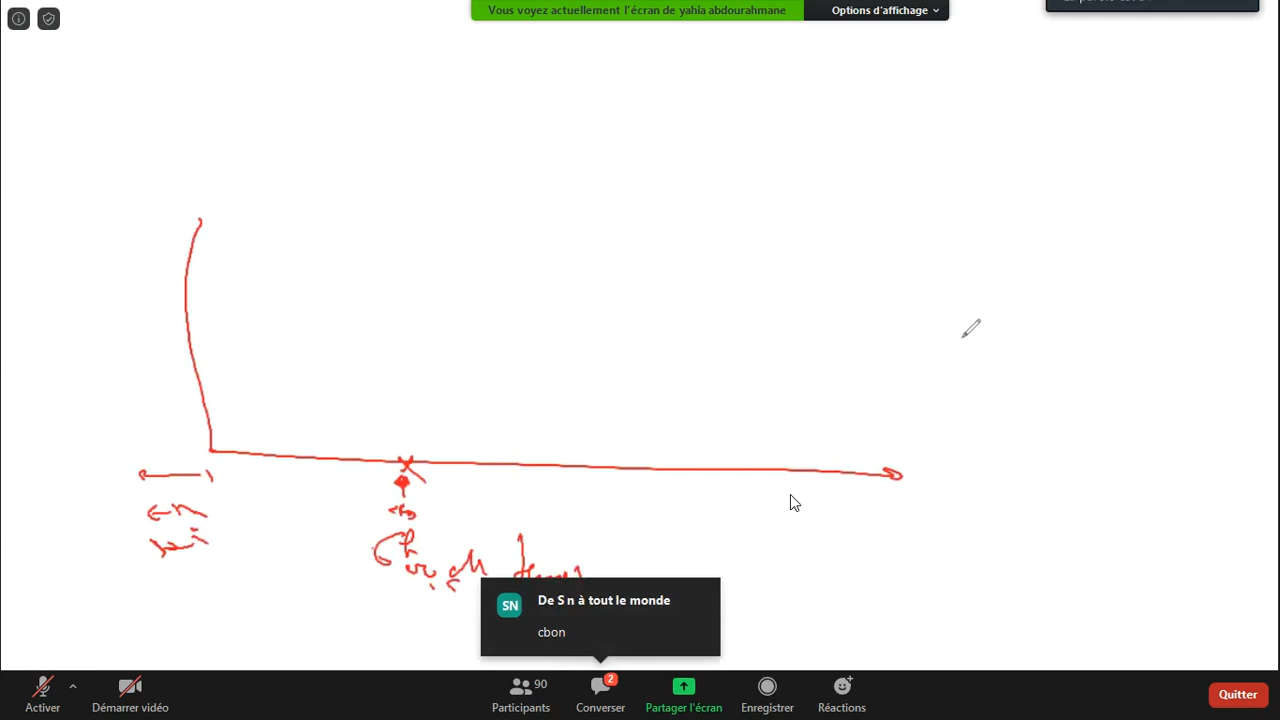 Vous voyez actuellement l'écran de yahia abdourahmane
Options d'affichage
SN
De S n à tout le monde
cbon
Activer
Démarrer vidéo
90
Participants
2
Converser
Partager l'écran
Enregistrer
Réactions
Quitter